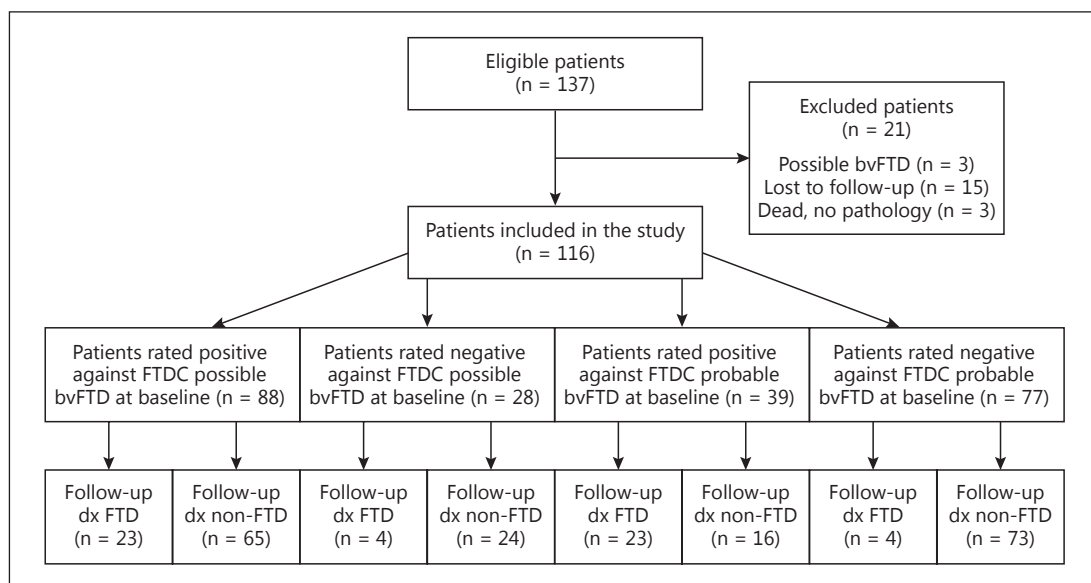 Eligible patients
(n = 137)
Excluded patients
(n = 21)
Possible bvFTD (n = 3)
Lost to follow-up (n = 15)
Dead, no pathology (n = 3)
Patients included in the study
(n = 116)
Patients rated positive
against FTDC possible
bvFTD at baseline (n = 88)
Patients rated negative
against FTDC possible
bvFTD at baseline (n = 28)
Patients rated positive
against FTDC probable
bvFTD at baseline (n = 39)
Patients rated negative
against FTDC probable
bvFTD at baseline (n = 77)
Follow-up
dx FTD
(n = 23)
Follow-up
dx non-FTD
(n = 65)
Follow-up
dx FTD
(n = 4)
Follow-up
dx non-FTD
(n = 24)
Follow-up
dx FTD
(n = 23)
Follow-up
dx non-FTD
(n = 16)
Follow-up
dx FTD
(n = 4)
Follow-up
dx non-FTD
(n = 73)